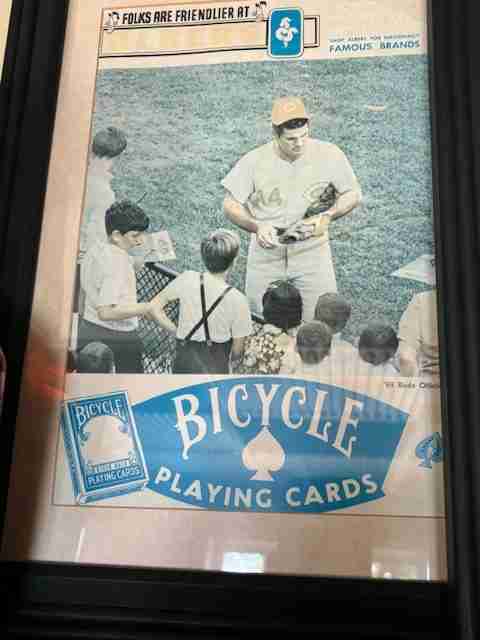 FOLKS ARE FRIENDLIER AT
SHOP ALBERS FOR NATIONALLY
FAMOUS BRANDS
14
'69 Reds Official
BICYCLE
PLAYING CARDS
BICYCLE
PLAYING CARDS